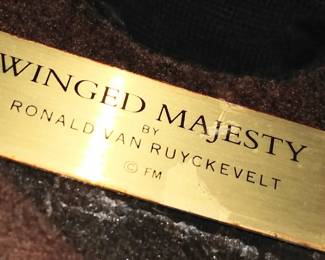 WINGED MAJESTY
BY
RONALD VAN RUYCKEVELT
© FM